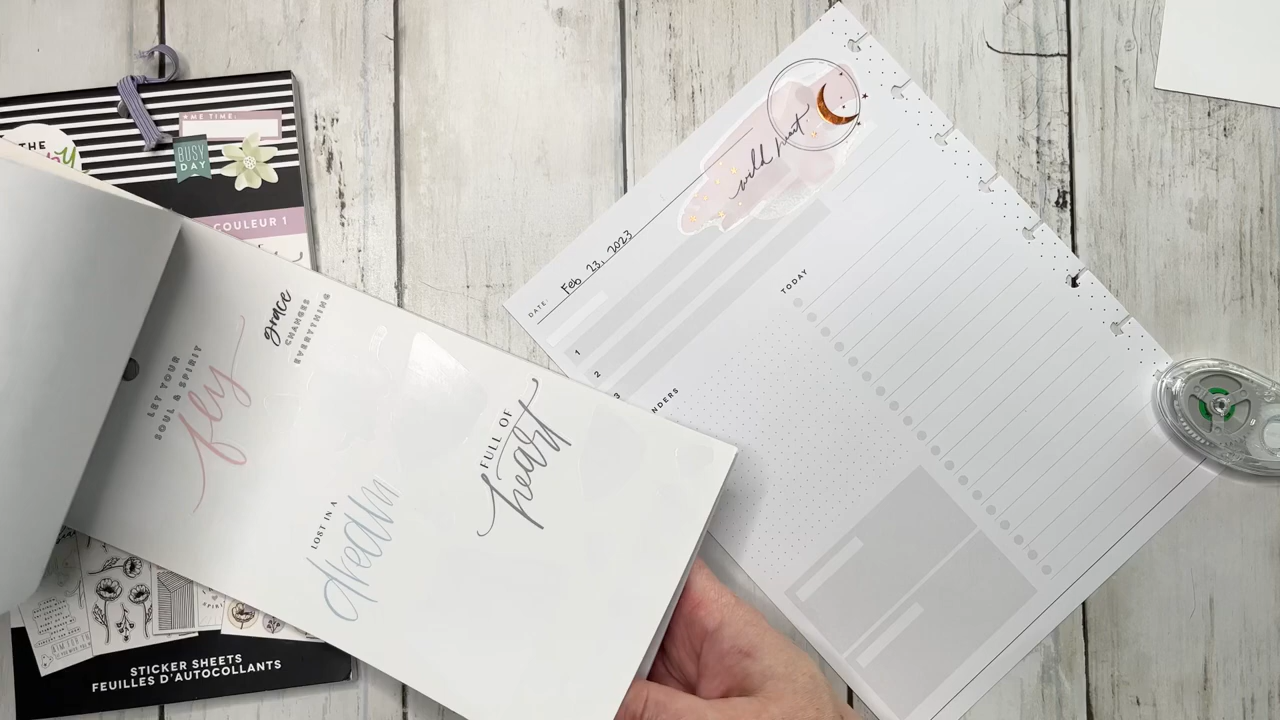 ME TIME:
THE
BUSY
DAY
COULEUR 1
LET YOUR
SOUL & SPIRIT
fly
grace
CHANGES
EVERYTHING
LOST IN A
dream
FULL OF
heart
STICKER SHEETS
FEUILLES D'AUTOCOLLANTS
wild heart
DATE:
Feb 23, 2023
1
2
3
NDERS
TODAY